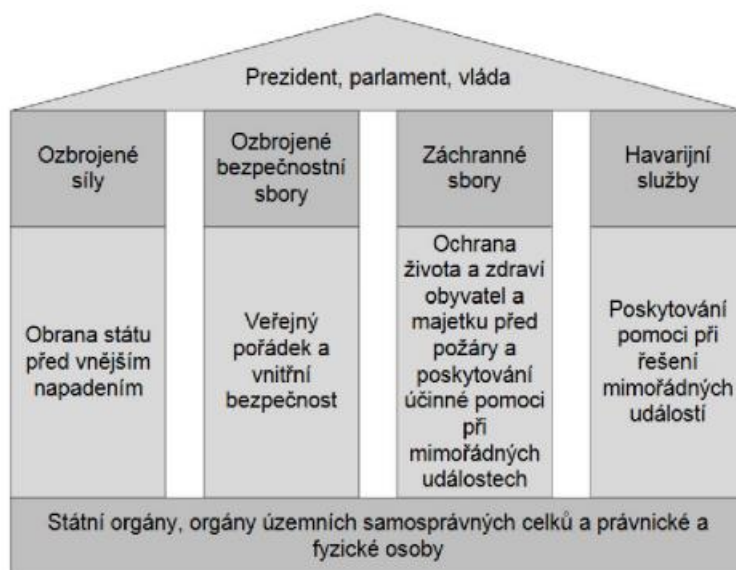 Prezident, parlament, vláda
Ozbrojené
síly
Ozbrojené
bezpečnostní
sbory
Záchranné
sbory
Havarijní
služby
Obrana státu
před vnějším
napadením
Veřejný
pořádek a
vnitřní
bezpečnost
Ochrana
života a zdraví
obyvatel a
majetku před
požáry a
poskytování
účinné pomoci
při
mimořádných
událostech
Poskytování
pomoci při
řešení
mimořádných
událostí
Státní orgány, orgány územních samosprávných celků a právnické a
fyzické osoby